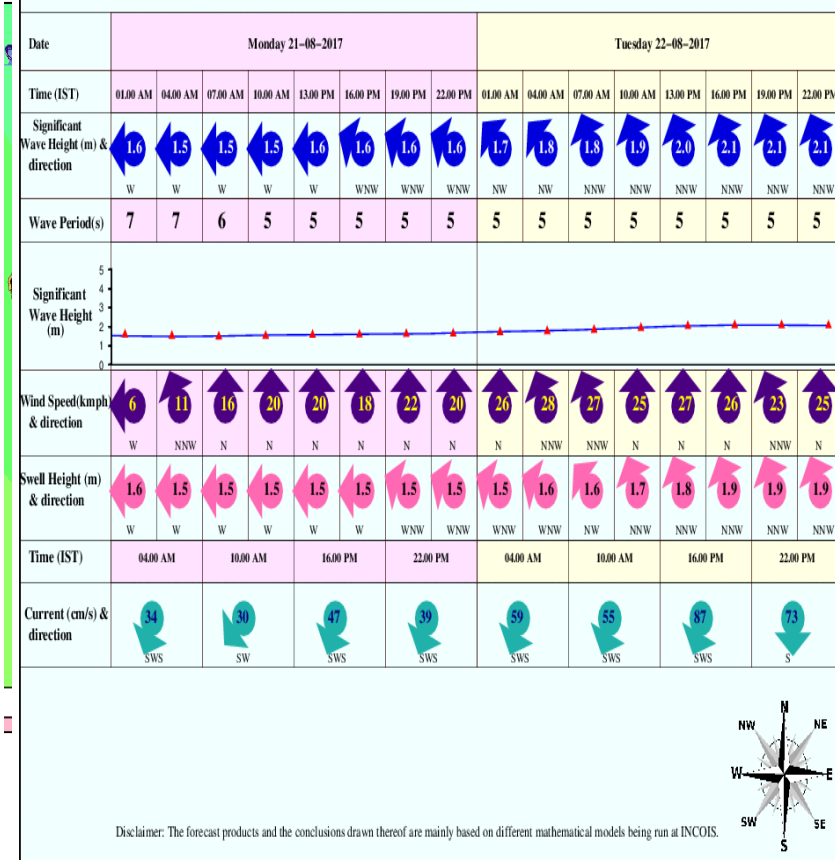 Date Monday 21-08-2017 Tuesday 22-08-2017
Time (IST) 01.00 AM 04.00 AM 07.00 AM 10.00 AM 13.00 PM 16.00 PM 19.00 PM 22.00 PM 01.00 AM 04.00 AM 07.00 AM 10.00 AM 13.00 PM 16.00 PM 19.00 PM 22.00 PM
Significant
Wave Height (m) &
direction
1.6 1.5 1.5 1.5 1.6 1.6 1.6 1.6 1.7 1.8 1.8 1.9 2.0 2.1 2.1 2.1
W W W W W WNW WNW WNW NW NW NNW NNW NNW NNW NNW NNW
Wave Period(s) 7 7 6 5 5 5 5 5 5 5 5 5 5 5 5 5
Significant
Wave Height
(m)
5
4
3
2
1
0
Wind Speed(kmph)
& direction
6 11 16 20 20 18 22 20 26 28 27 25 27 26 23 25
W NNW N N N N N N N NNW NNW N N N NNW N
Swell Height (m)
& direction
1.6 1.5 1.5 1.5 1.5 1.5 1.5 1.5 1.5 1.6 1.6 1.7 1.8 1.9 1.9 1.9
W W W W W W WNW WNW WNW WNW NW NNW NNW NNW NNW NNW
Time (IST) 04.00 AM 10.00 AM 16.00 PM 22.00 PM 04.00 AM 10.00 AM 16.00 PM 22.00 PM
Current (cm/s) &
direction
34 30 47 39 59 55 87 73
SWS SW SWS SWS SWS SWS SWS S
N
NW NE
W E
SW SE
S
Disclaimer: The forecast products and the conclusions drawn thereof are mainly based on different mathematical models being run at INCOIS.